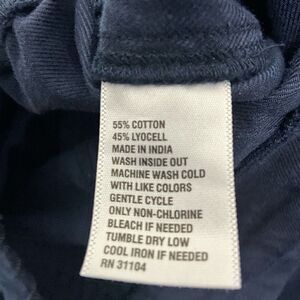 55% COTTON
45% LYOCELL
MADE IN INDIA
WASH INSIDE OUT
MACHINE WASH COLD
WITH LIKE COLORS
GENTLE CYCLE
ONLY NON-CHLORINE
BLEACH IF NEEDED
TUMBLE DRY LOW
COOL IRON IF NEEDED
RN 31104